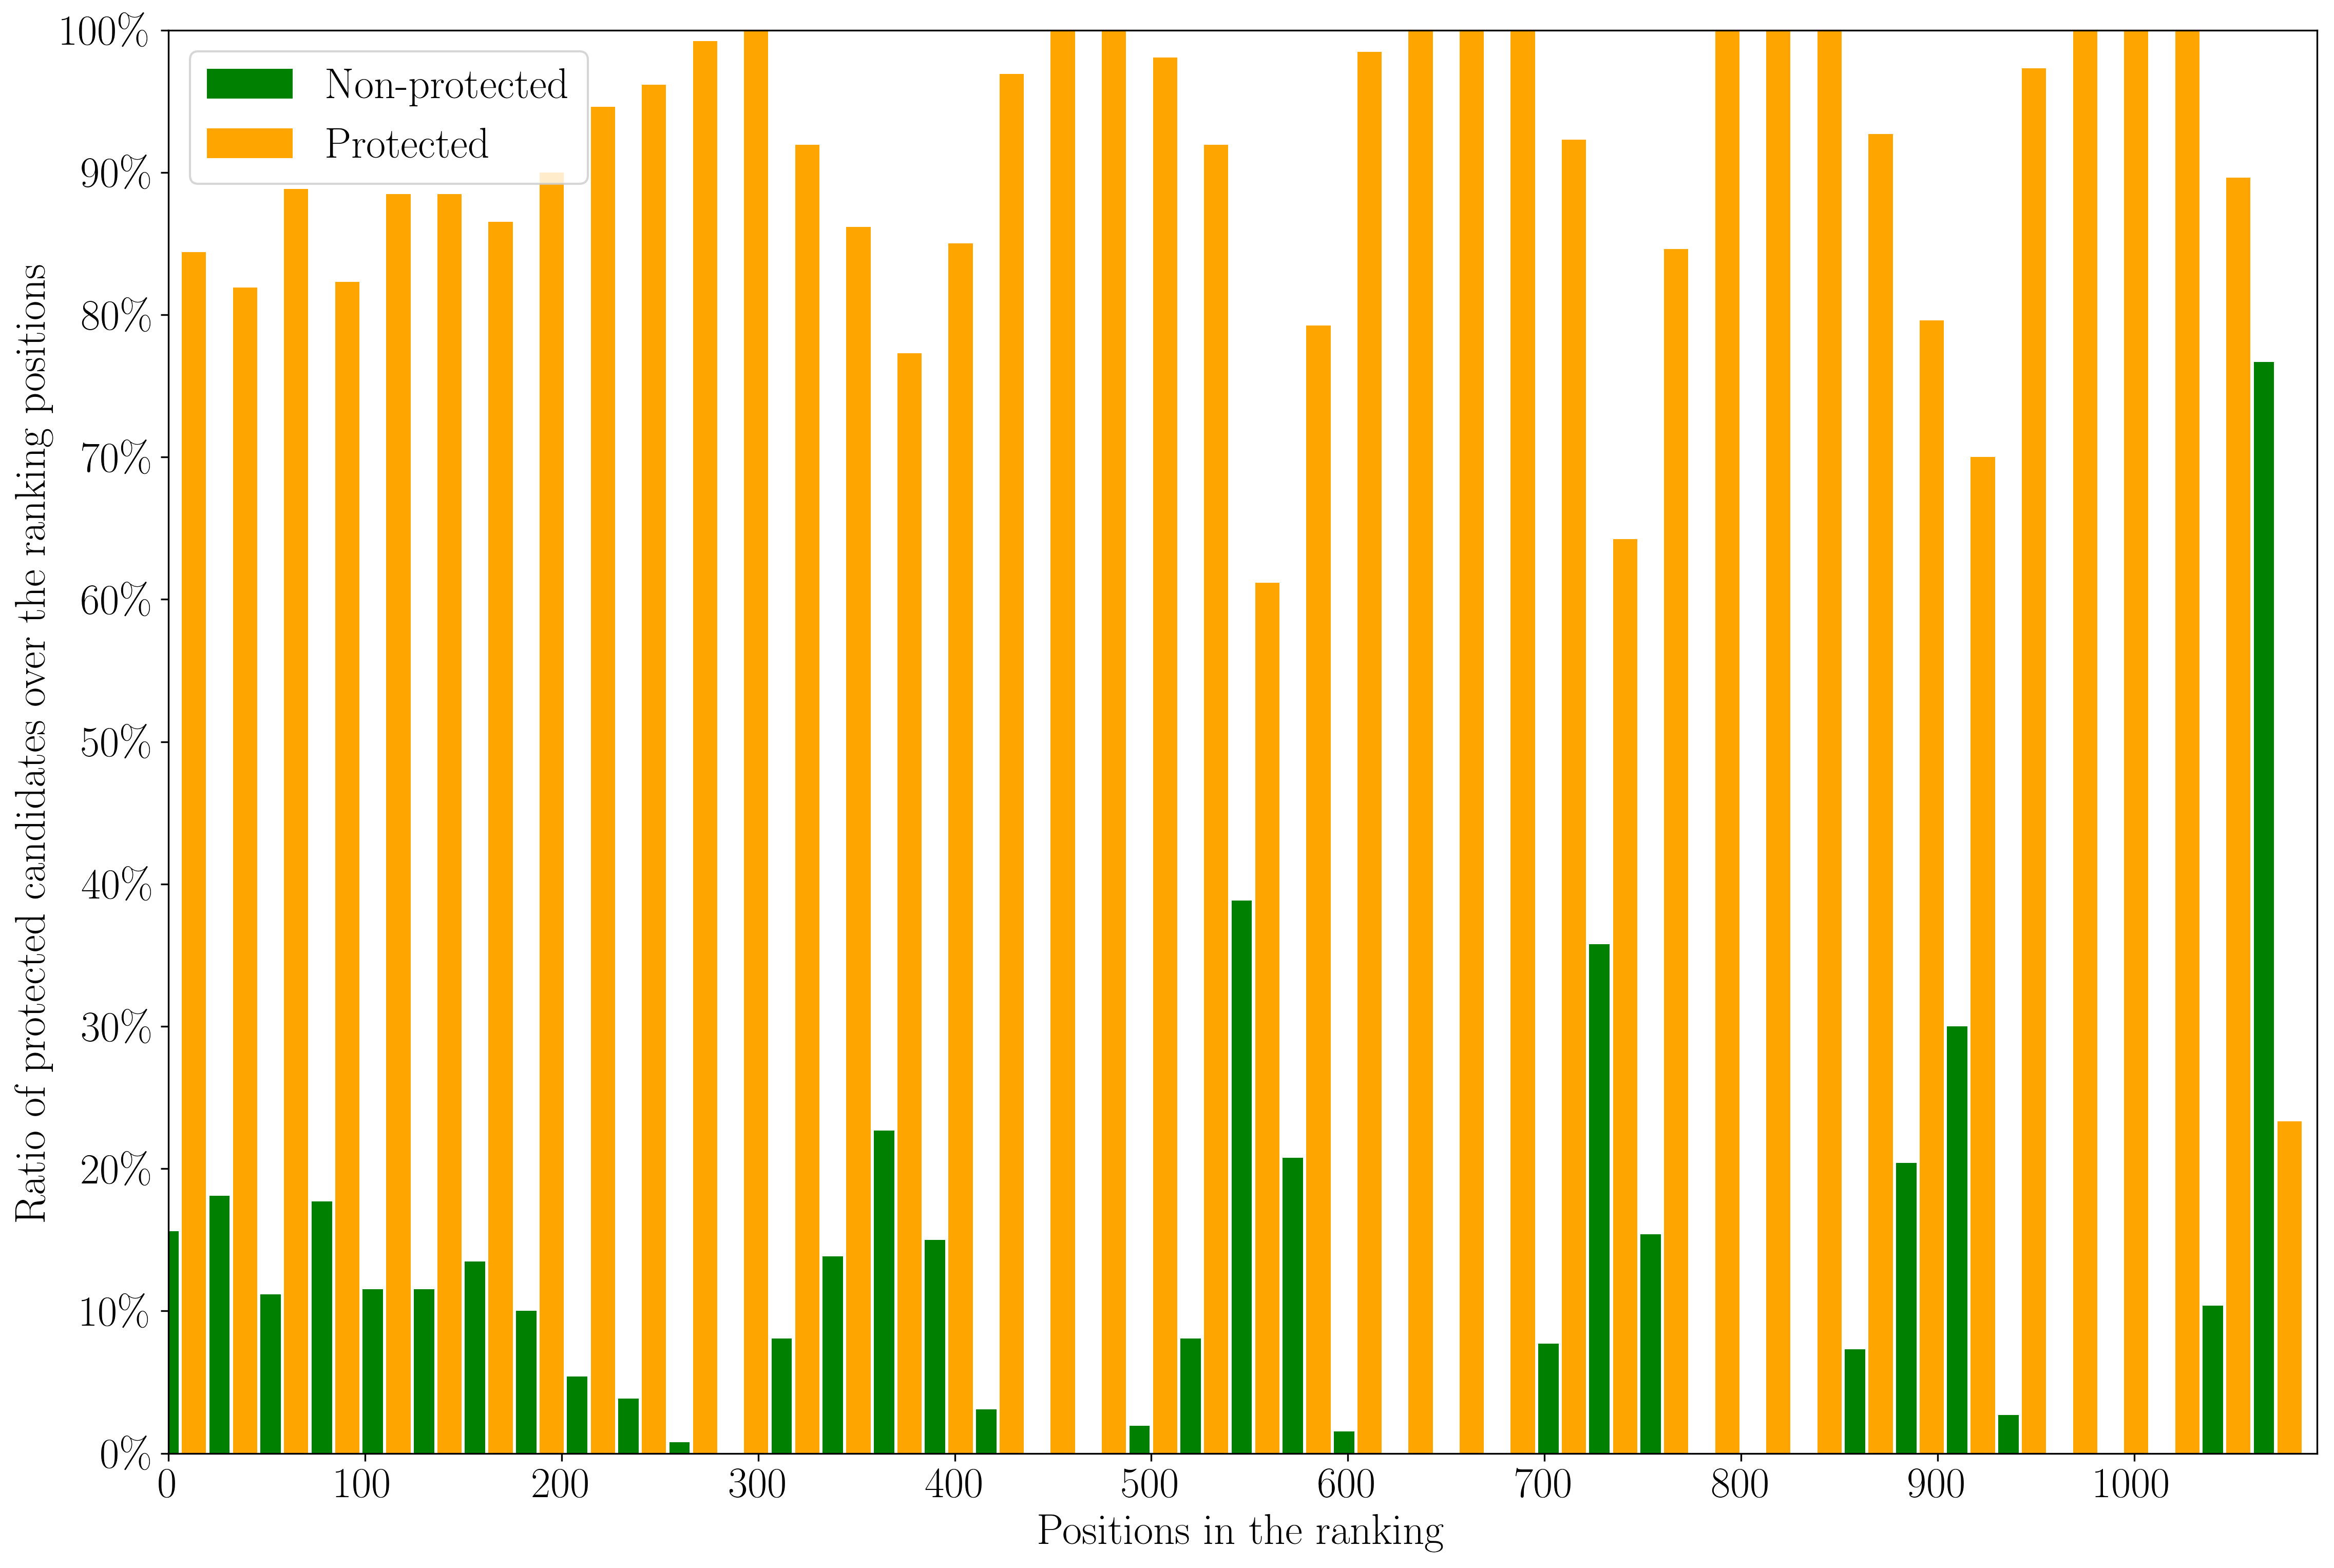 Non-protected
Protected
Ratio of protected candidates over the ranking positions
100%
90%
80%
70%
60%
50%
40%
30%
20%
10%
0%
0 100 200 300 400 500 600 700 800 900 1000
Positions in the ranking